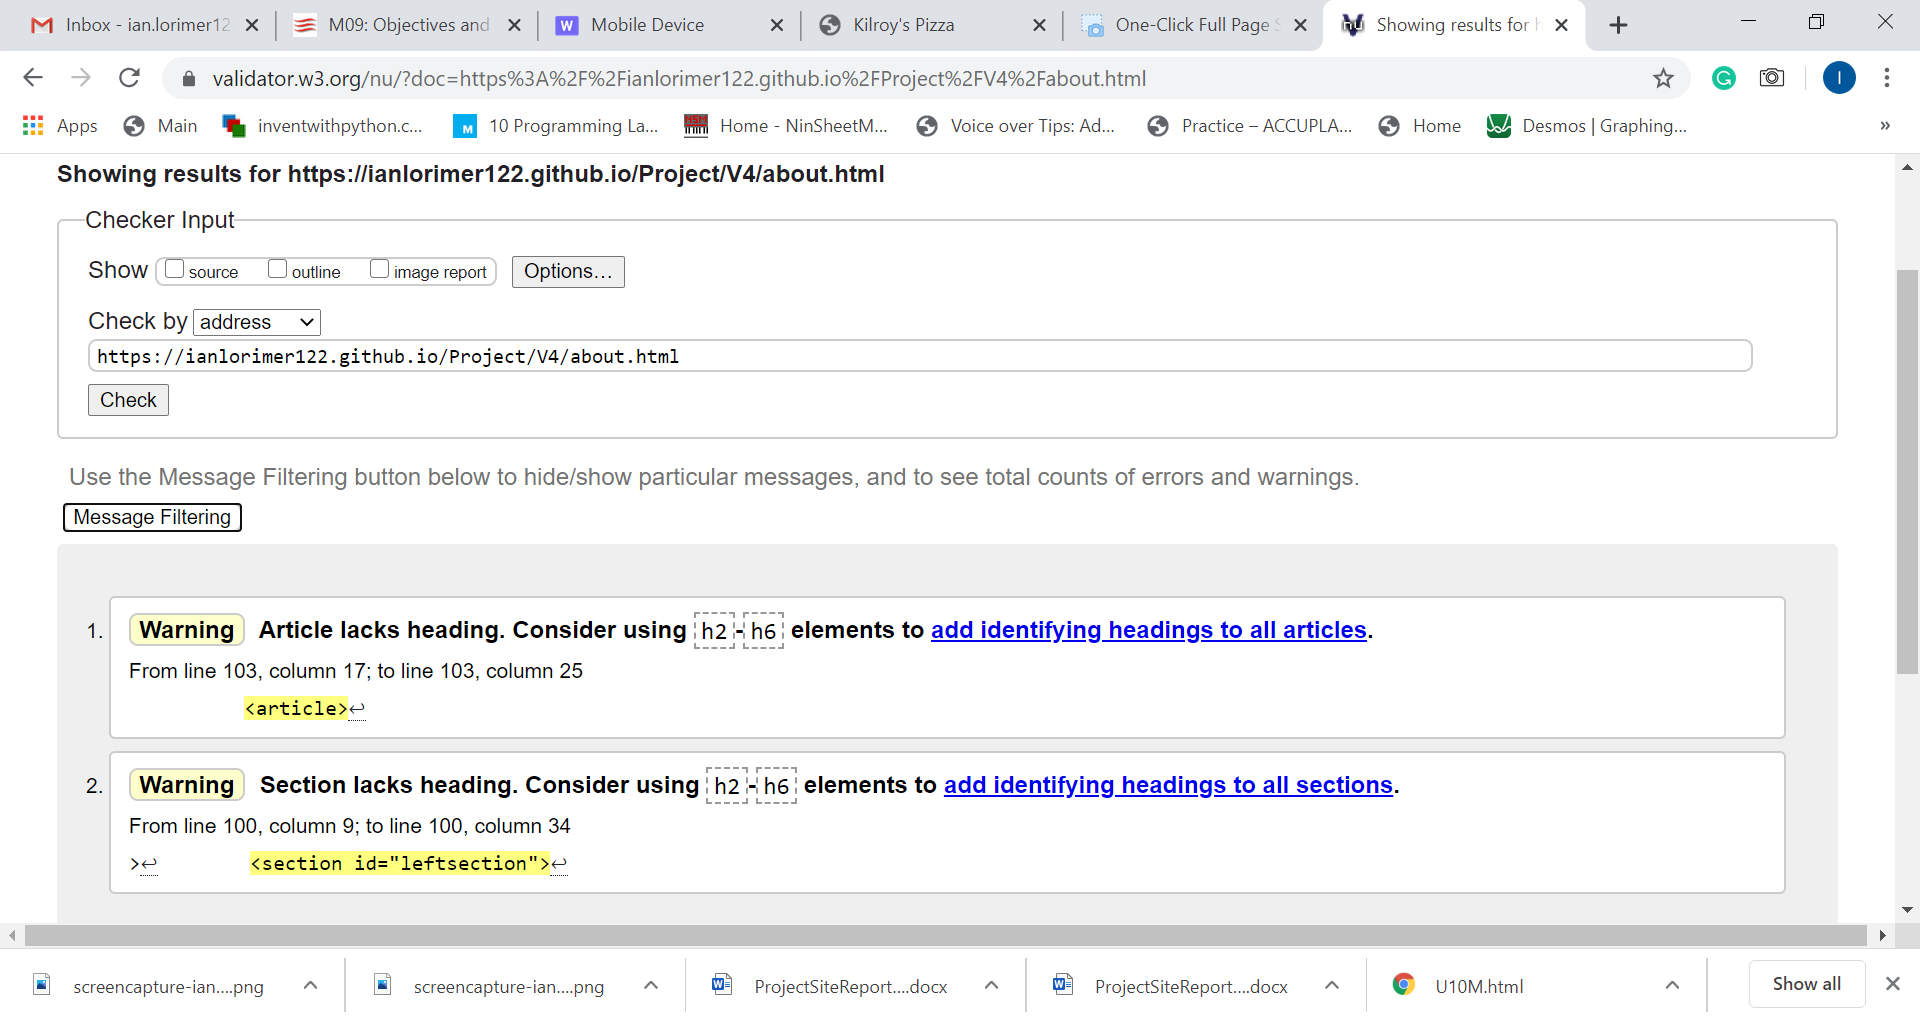 Inbox - ian.lorimer12
M09: Objectives and
Mobile Device
Kilroy's Pizza
One-Click Full Page S
Showing results for h
validator.w3.org/nu/?doc=https%3A%2F%2Fianlorimer122.github.io%2FProject%2FV4%2Fabout.html
Apps
Main
inventwithpython.c...
10 Programming La...
Home - NinSheetM...
Voice over Tips: Ad...
Practice – ACCUPLA...
Home
Desmos | Graphing...
»
Showing results for https://ianlorimer122.github.io/Project/V4/about.html
Checker Input
Show source outline image report Options...
Check by address
https://ianlorimer122.github.io/Project/V4/about.html
Check
Use the Message Filtering button below to hide/show particular messages, and to see total counts of errors and warnings.
Message Filtering
1. Warning Article lacks heading. Consider using h2-h6 elements to add identifying headings to all articles.
From line 103, column 17; to line 103, column 25
<article>↩
2. Warning Section lacks heading. Consider using h2-h6 elements to add identifying headings to all sections.
From line 100, column 9; to line 100, column 34
>↩ <section id="leftsection">↩
screencapture-ian....png
screencapture-ian....png
ProjectSiteReport....docx
ProjectSiteReport....docx
U10M.html
Show all